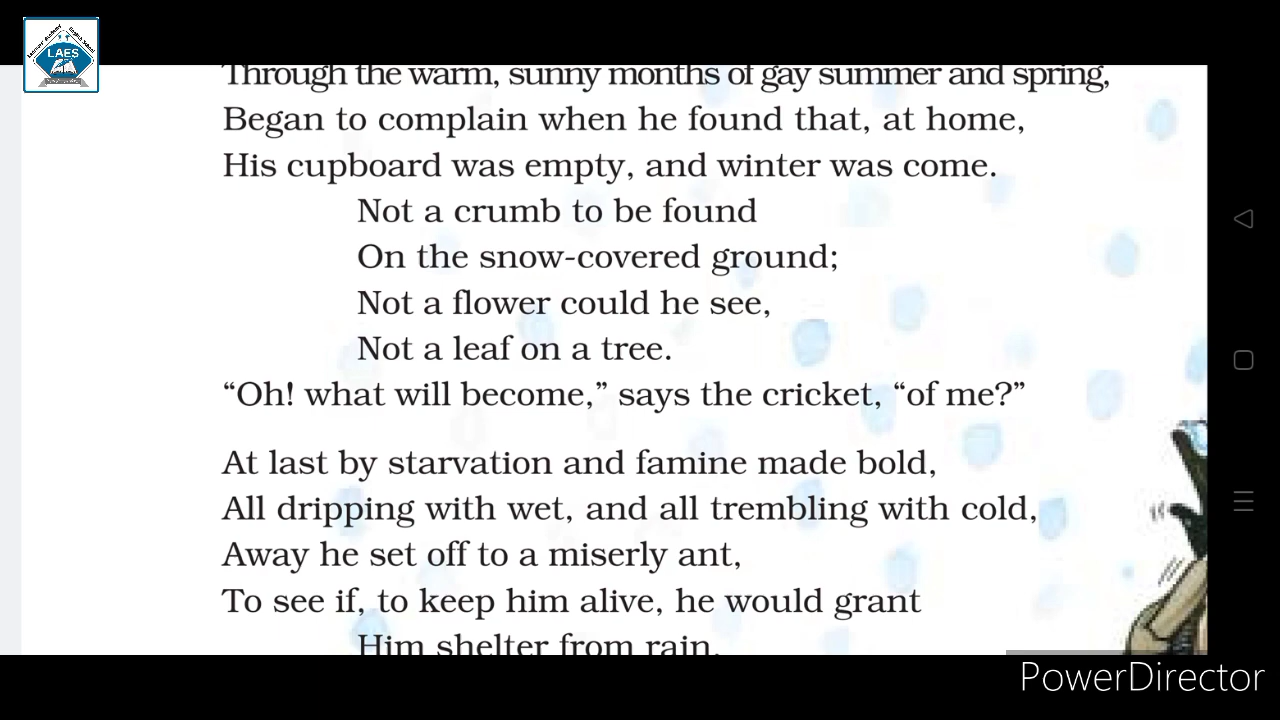 LAES
Through the warm, sunny months of gay summer and spring,
Began to complain when he found that, at home,
His cupboard was empty, and winter was come.
Not a crumb to be found
On the snow-covered ground;
Not a flower could he see,
Not a leaf on a tree.
“Oh! what will become,” says the cricket, “of me?”
At last by starvation and famine made bold,
All dripping with wet, and all trembling with cold,
Away he set off to a miserly ant,
To see if, to keep him alive, he would grant
Him shelter from rain,
PowerDirector